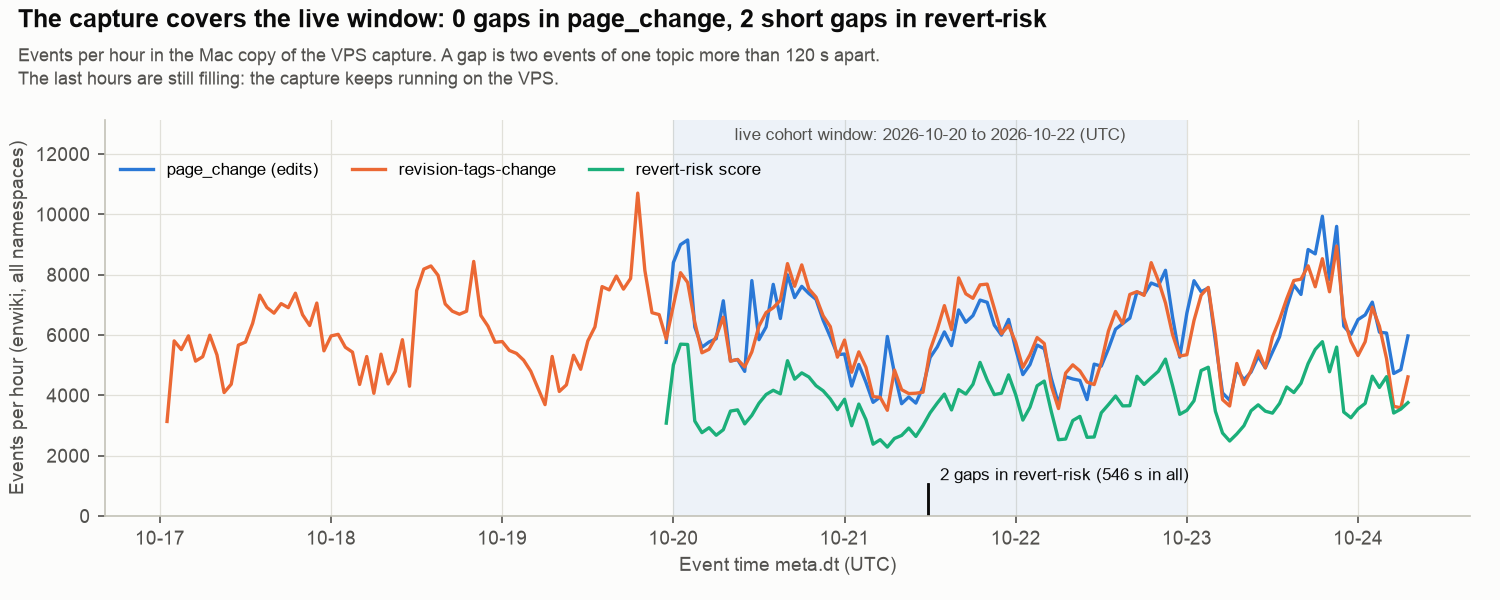 The capture covers the live window: 0 gaps in page_change, 2 short gaps in revert-risk
Events per hour in the Mac copy of the VPS capture. A gap is two events of one topic more than 120 s apart.
The last hours are still filling: the capture keeps running on the VPS.
live cohort window: 2026-10-20 to 2026-10-22 (UTC)
page_change (edits)
revision-tags-change
revert-risk score
Events per hour (enwiki, all namespaces)
12000
10000
8000
6000
4000
2000
0
2 gaps in revert-risk (546 s in all)
10-17
10-18
10-19
10-20
10-21
10-22
10-23
10-24
Event time meta.dt (UTC)